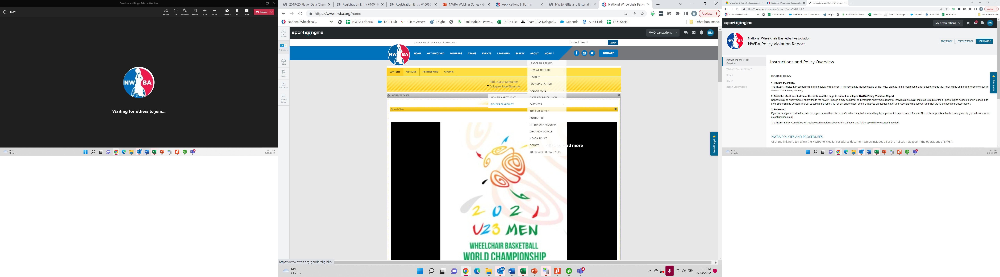 Brandon and Dug - Talk on Webinar
10:19
People
Chat
Reactions
Rooms
Apps
More
Camera
Mic
Share
Leave
NWBA
Waiting for others to join...
61°F
Cloudy
12:11 PM
8/23/2022
2019-20 Player Data Chan
Registration Entry #10049
Registration Entry #10060
NWBA Webinar Series - G
Applications & Forms
NWBA Gifts and Entertain
National Wheelchair Bask
https://www.nwba.org/home
Update
National Wheelchai...
NWBA Editorial
NGB Hub
Client Axcess
i-Sight
BankMobile - Powe...
To Do List
Team USA Delegati...
Stipends
Audit Link
HOF Social
Other bookmarks
Admin
ON
Edit Mode
Pages
Assets
Site Guide
Element Guide
sportsengine
My Organizations
BM
National Wheelchair Basketball Association
Content Search
Search
NWBA
HOME
GET INVOLVED
MEMBERS
TEAMS
EVENTS
LEARNING
SAFETY
ABOUT
MORE +
DONATE
CONTENT
OPTIONS
PERMISSIONS
GROUPS
Add Layout Container
Collapse Page Elements
LAYOUT CONTAINER
Media Slider
LEADERSHIP TEAMS
HOW WE OPERATE
HISTORY
FOUNDING FATHER
HALL OF FAME
DIVERSITY & INCLUSION
PARTNERS
TOP END RAFFLE
CONTACT US
INTERNSHIP PROGRAM
CHAMPIONS CIRCLE
NEWS ARCHIVE
DONATE
JOB BOARD FOR PARTNERS
WOMEN'S SPOTLIGHT
GENDER ELIGIBILITY
Click to read more
2021
U23 MEN
WHEELCHAIR BASKETBALL
WORLD CHAMPIONSHIP
Need Help?
https://www.nwba.org/gendereligiblity
61°F
Cloudy
12:11 PM
8/23/2022
SharePoint, Team Collaboration
National Wheelchair Basketball
Instructions and Policy Overview
https://nwba.sportngin.com/register/form/878393085
Update
National Wheelchai...
NWBA Editorial
NGB Hub
Client Axcess
i-Sight
BankMobile - Powe...
To Do List
Team USA Delegati...
Stipends
Audit Link
HOF Social
Other bookmarks
sportsengine
My Organizations
BM
NWBA
National Wheelchair Basketball Association
NWBA Policy Violation Report
EDIT MODE
PREVIEW MODE
USER MODE
Instructions and Policy
Overview
Who Are You Registering?
Report
Review
Report Confirmation
Instructions and Policy Overview
INSTRUCTIONS
1. Review the Policy.
The NWBA Policies & Procedures are linked below to reference. It is important to include details of the Policy violated in the report submitted (please include the Policy name and/or reference the specific
Section that is being violated).
2. Click the 'Continue' button at the bottom of the page to submit an alleged NWBA Policy Violation Report.
Reports may be anonymously submitted to the NWBA (though it may be harder to investigate anonymous reports). Individuals are NOT required to register for a SportsEngine account nor be logged in to
their SportsEngine account in order to submit this report. To remain anonymous, be sure that you are logged out of your SportsEngine account and click the "Continue as a Guest" option.
3. Follow-up
If you include your email address in the report, you will receive a confirmation email after submitting this report which can be saved for your files. If this report is submitted anonymously, you will not receive
a confirmation email.
The NWBA Ethics Committee will review each report received within 72 hours and follow-up with the reporter if needed.
NWBA POLICIES AND PROCEDURES
Click the link here to review the NWBA Policies & Procedures document which includes all of the Polices that govern the operations of NWBA.
Need Help?
61°F
Cloudy
12:11 PM
8/23/2022